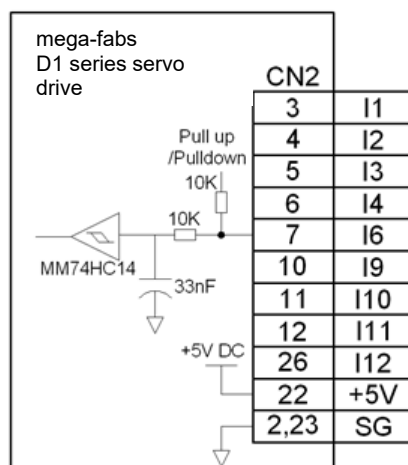 mega-fabs
D1 series servo
drive
CN2
3 I1
4 I2
Pull up
/Pulldown
5 I3
10K
6 I4
10K
7 I6
MM74HC14
10 I9
33nF
11 I10
12 I11
+5V DC
26 I12
22 +5V
2,23 SG